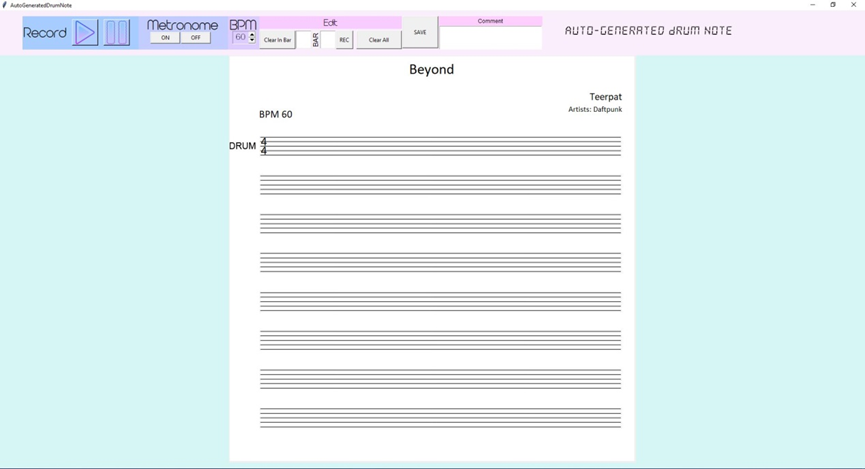 AutoGeneratedDrumNote
Record
Metronome
ON OFF
BPM
60
Edit
Clear In Bar
BAR
REC
Clear All
SAVE
Comment
AUTO-GENERATED DRUM NOTE
Beyond
Teerpat
Artists: Daftpunk
BPM 60
DRUM
4
4